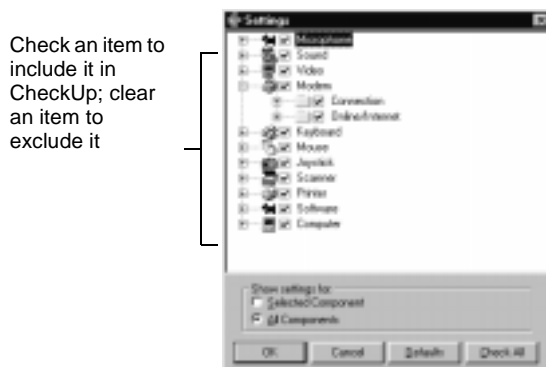 Check an item to
include it in
CheckUp; clear
an item to
exclude it
Settings
Microphone
Sound
Video
Modem
Connection
Online/Internet
Keyboard
Mouse
Joystick
Scanner
Printer
Software
Computer
Show settings for:
Selected Component
All Components
OK Cancel Defaults Check All